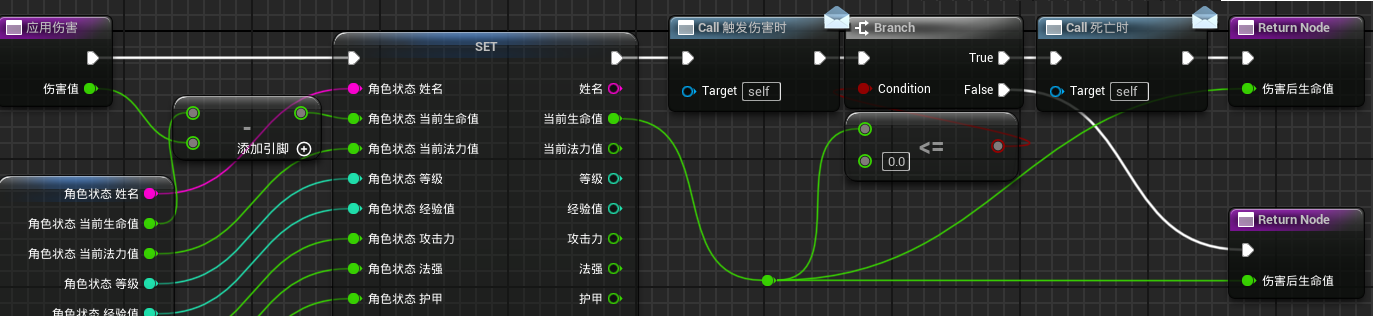 应用伤害
伤害值
-
添加引脚
角色状态 姓名
角色状态 当前生命值
角色状态 当前法力值
角色状态 等级
角色状态 经验值
SET
角色状态 姓名 姓名
角色状态 当前生命值 当前生命值
角色状态 当前法力值 当前法力值
角色状态 等级 等级
角色状态 经验值 经验值
角色状态 攻击力 攻击力
角色状态 法强 法强
角色状态 护甲 护甲
Call 触发伤害时
Target self
Branch
True
Condition False
<=
0.0
Call 死亡时
Target self
Return Node
伤害后生命值
Return Node
伤害后生命值